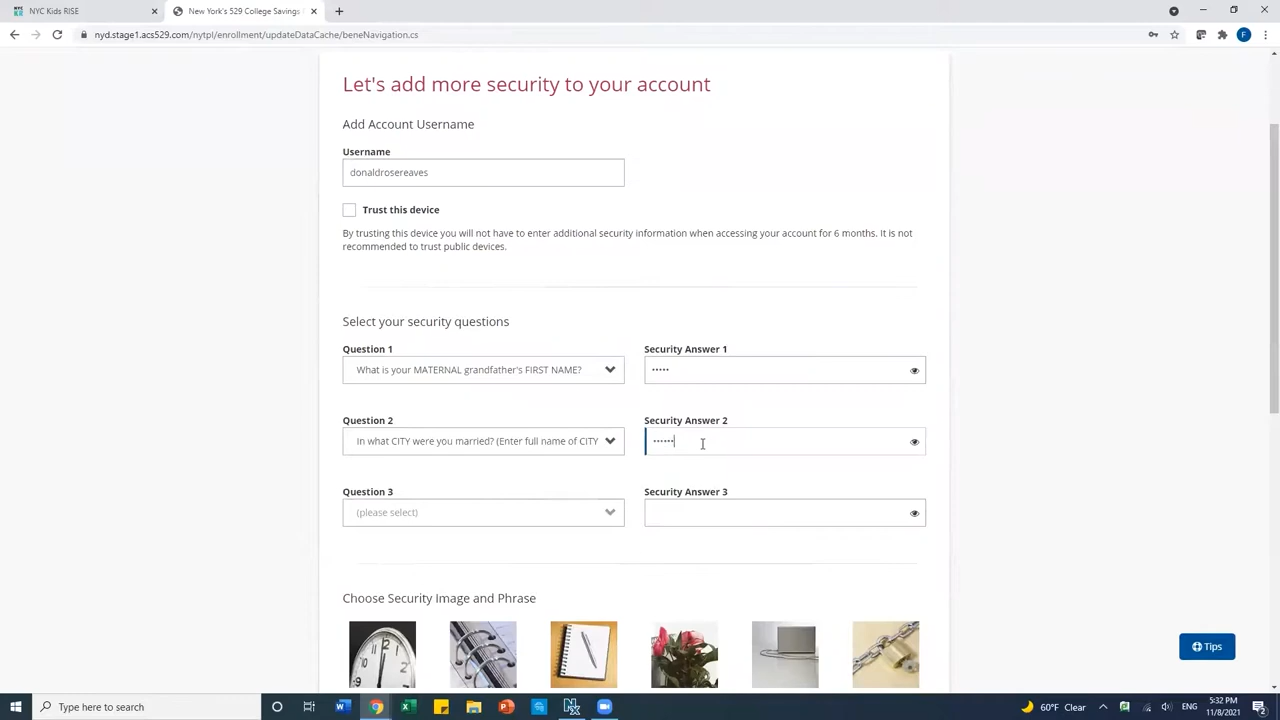 NYC Kids RISE
New York's 529 College Savings
nyd.stage1.acs529.com/nytpl/enrollment/updateDataCache/beneNavigation.cs
F
Let's add more security to your account
Add Account Username
Username
donaldrosereaves
Trust this device
By trusting this device you will not have to enter additional security information when accessing your account for 6 months. It is not
recommended to trust public devices.
Select your security questions
Question 1
Security Answer 1
What is your MATERNAL grandfather's FIRST NAME?
•••••
Question 2
Security Answer 2
In what CITY were you married? (Enter full name of CITY
••••••
Question 3
Security Answer 3
(please select)
Choose Security Image and Phrase
Tips
Type here to search
60°F Clear
ENG
5:32 PM
11/8/2021
2